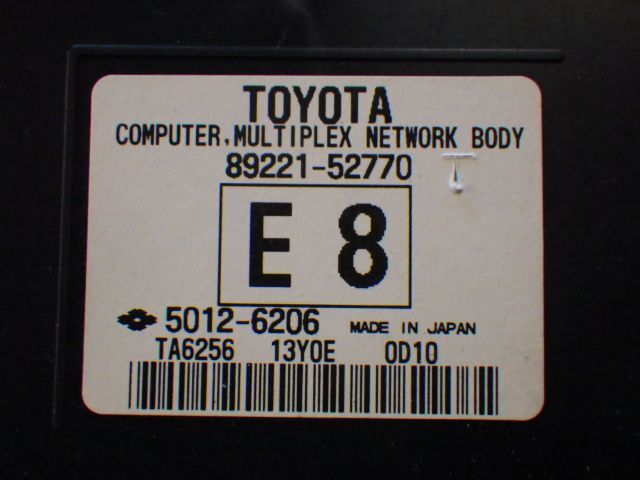 TOYOTA
COMPUTER,MULTIPLEX NETWORK BODY
89221-52770
E 8
5012-6206 MADE IN JAPAN
TA6256 13Y0E 0D10